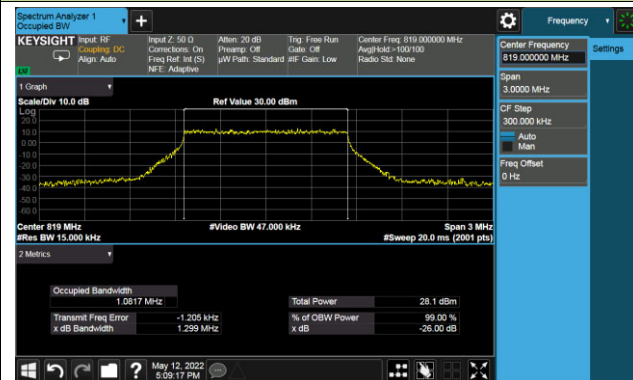 Spectrum Analyzer 1
Occupied BW
Frequency
KEYSIGHT
Input: RF
Coupling: DC
Align: Auto
Input Z: 50 Ω
Corrections: On
Freq Ref: Int (S)
NFE: Adaptive
Atten: 20 dB
Preamp: Off
µW Path: Standard
Trig: Free Run
Gate: Off
#IF Gain: Low
Center Freq: 819.000000 MHz
Avg|Hold:>100/100
Radio Std: None
Center Frequency
819.000000 MHz
Settings
Span
3.0000 MHz
CF Step
300.000 kHz
Auto
Man
Freq Offset
0 Hz
1 Graph
Scale/Div 10.0 dB
Ref Value 30.00 dBm
Log
20.0
10.0
0.00
-10.0
-20.0
-30.0
-40.0
-50.0
-60.0
Center 819 MHz
#Video BW 47.000 kHz
Span 3 MHz
#Res BW 15.000 kHz
#Sweep 20.0 ms (2001 pts)
2 Metrics
Occupied Bandwidth
1.0817 MHz
Total Power
28.1 dBm
Transmit Freq Error
-1.205 kHz
% of OBW Power
99.00 %
x dB Bandwidth
1.299 MHz
x dB
-26.00 dB
?
May 12, 2022
5:09:17 PM